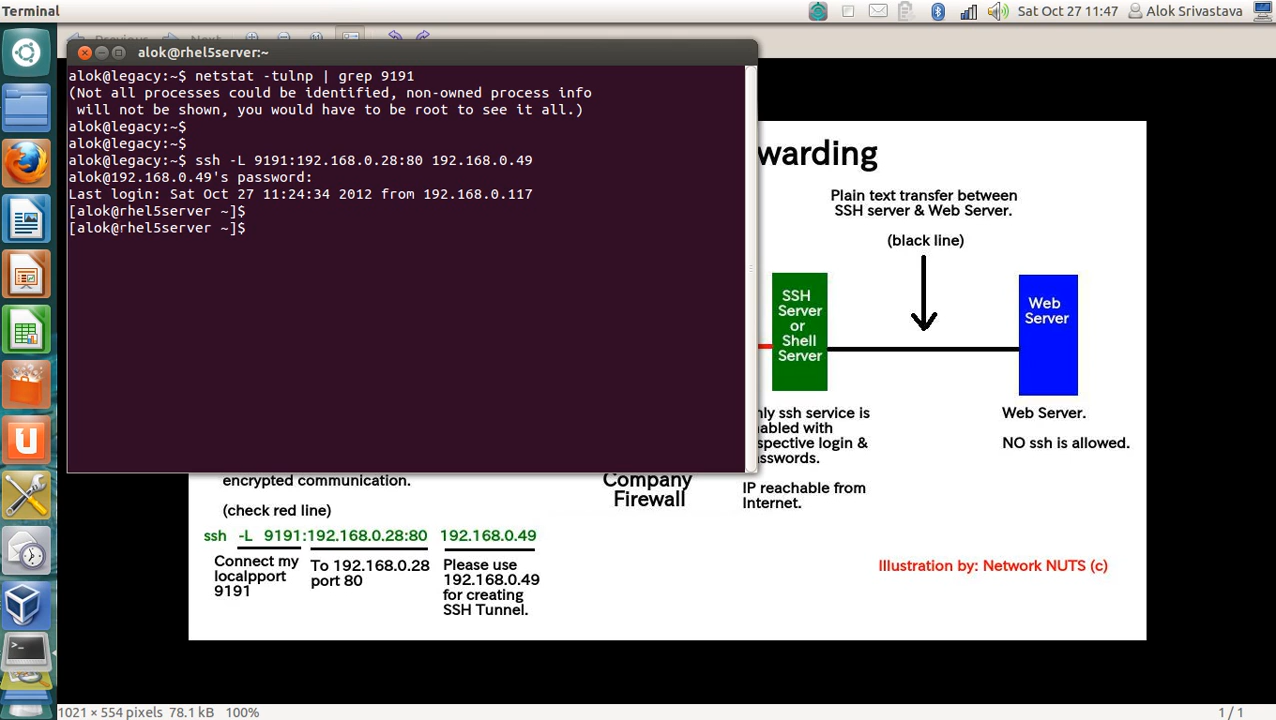 Terminal
Sat Oct 27 11:47
Alok Srivastava
alok@rhel5server:~
alok@legacy:~$ netstat -tulnp | grep 9191
(Not all processes could be identified, non-owned process info
will not be shown, you would have to be root to see it all.)
alok@legacy:~$
alok@legacy:~$
alok@legacy:~$ ssh -L 9191:192.168.0.28:80 192.168.0.49
alok@192.168.0.49's password:
Last login: Sat Oct 27 11:24:34 2012 from 192.168.0.117
[alok@rhel5server ~]$
[alok@rhel5server ~]$
warding
Plain text transfer between
SSH server & Web Server.
(black line)
SSH
Server
or
Shell
Server
Web
Server
nly ssh service is
abled with
spective login &
asswords.
IP reachable from
Internet.
Web Server.
NO ssh is allowed.
Company
Firewall
encrypted communication.
(check red line)
ssh -L 9191:192.168.0.28:80 192.168.0.49
Connect my
localpport
9191
To 192.168.0.28
port 80
Please use
192.168.0.49
for creating
SSH Tunnel.
Illustration by: Network NUTS (c)
1021 × 554 pixels 78.1 kB 100%
1 / 1